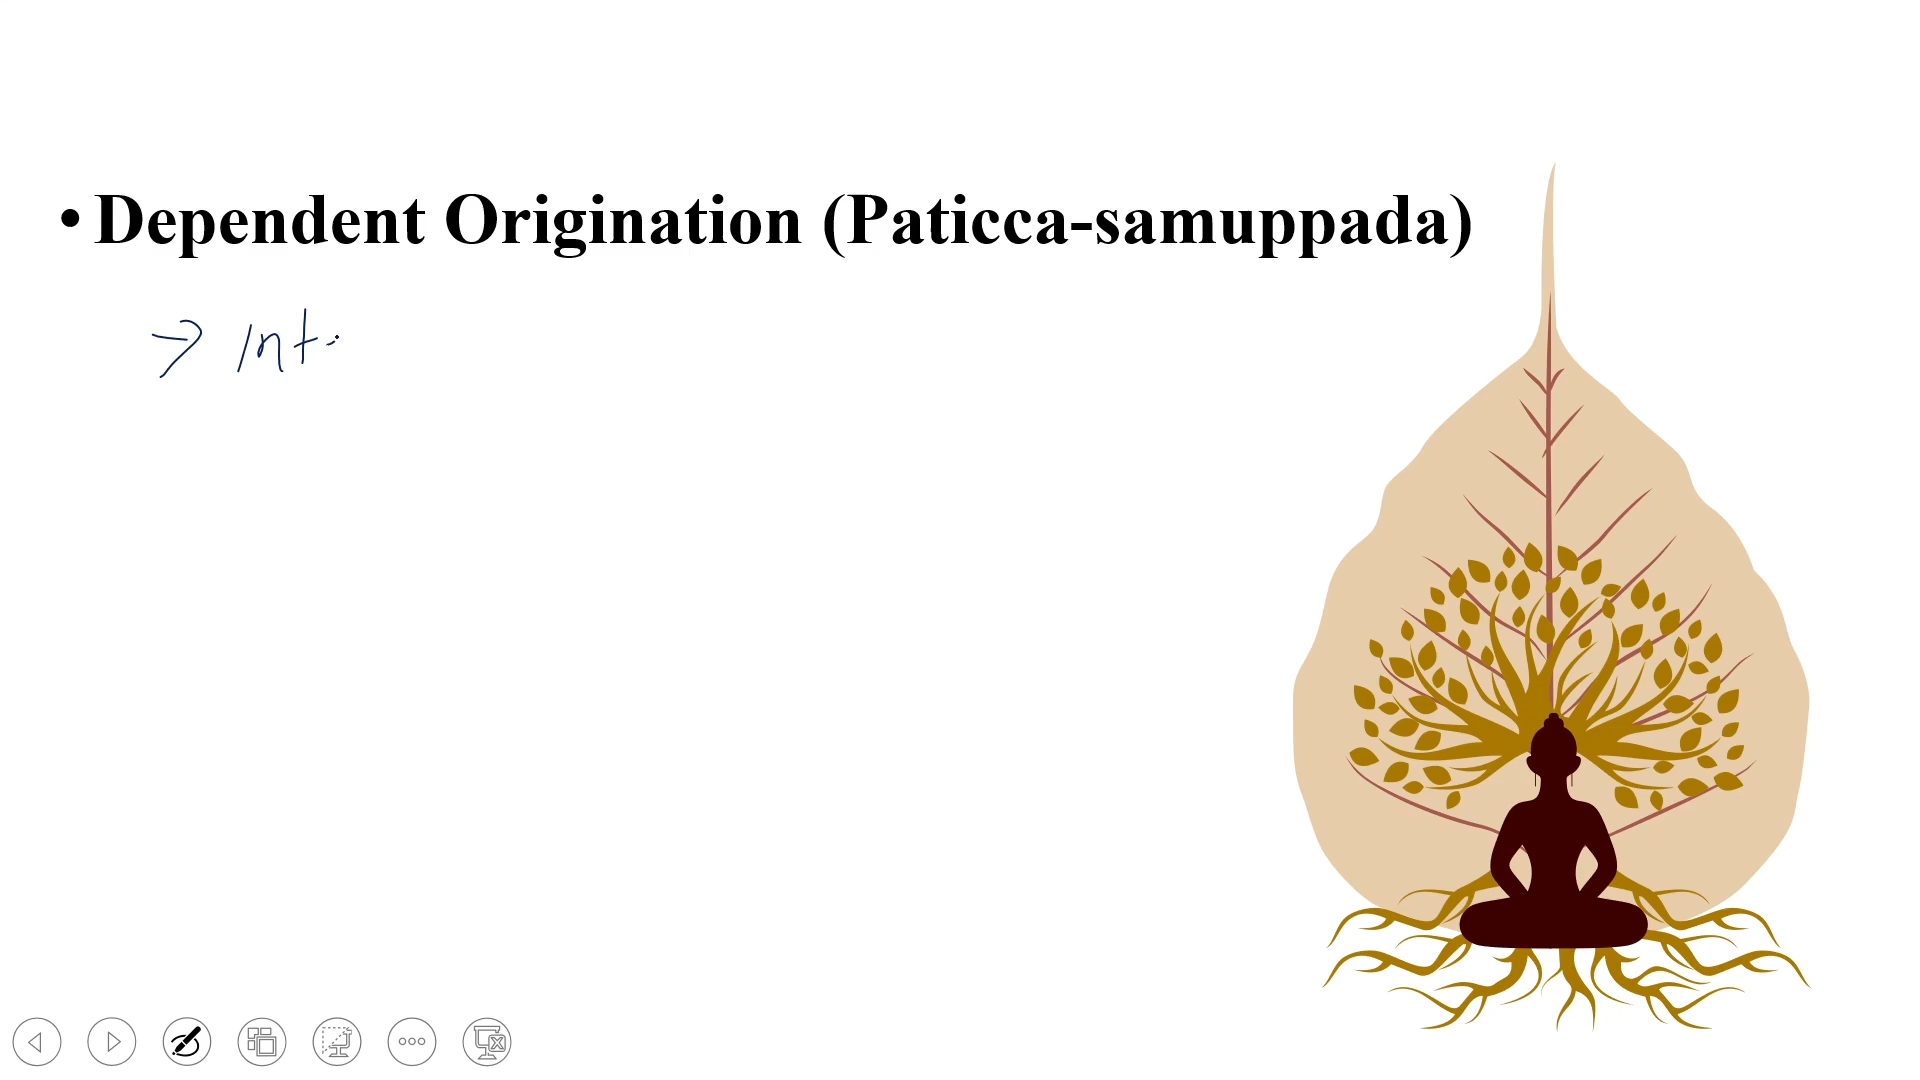 • Dependent Origination (Paticca-samuppada)
→ Int